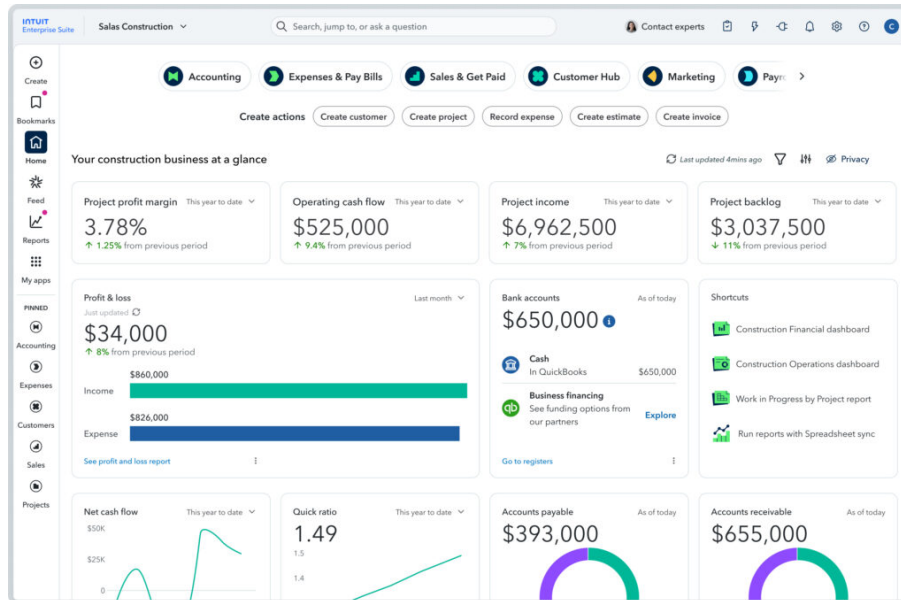 INTUIT
Enterprise Suite
Salas Construction
Search, jump to, or ask a question
Contact experts
C
Create
Bookmarks
Home
Feed
Reports
My apps
PINNED
Accounting
Expenses
Customers
Sales
Projects
Accounting
Expenses & Pay Bills
Sales & Get Paid
Customer Hub
Marketing
Create actions
Create customer
Create project
Record expense
Create estimate
Create invoice
Your construction business at a glance
Last updated 4mins ago
Privacy
Project profit margin This year to date
3.78%
↑ 1.25% from previous period
Operating cash flow This year to date
$525,000
↑ 9.4% from previous period
Project income This year to date
$6,962,500
↑ 7% from previous period
Project backlog This year to date
$3,037,500
↓ 11% from previous period
Profit & loss Last month
Just updated
$34,000
↑ 8% from previous period
$860,000
Income
$826,000
Expense
See profit and loss report
Bank accounts As of today
$650,000
Cash
In QuickBooks $650,000
qb
Business financing
See funding options from
our partners
Explore
Go to registers
Shortcuts
Construction Financial dashboard
Construction Operations dashboard
Work in Progress by Project report
Run reports with Spreadsheet sync
Net cash flow This year to date
$50K
$25K
0
Quick ratio This year to date
1.49
1.5
1.4
Accounts payable As of today
$393,000
Accounts receivable As of today
$655,000